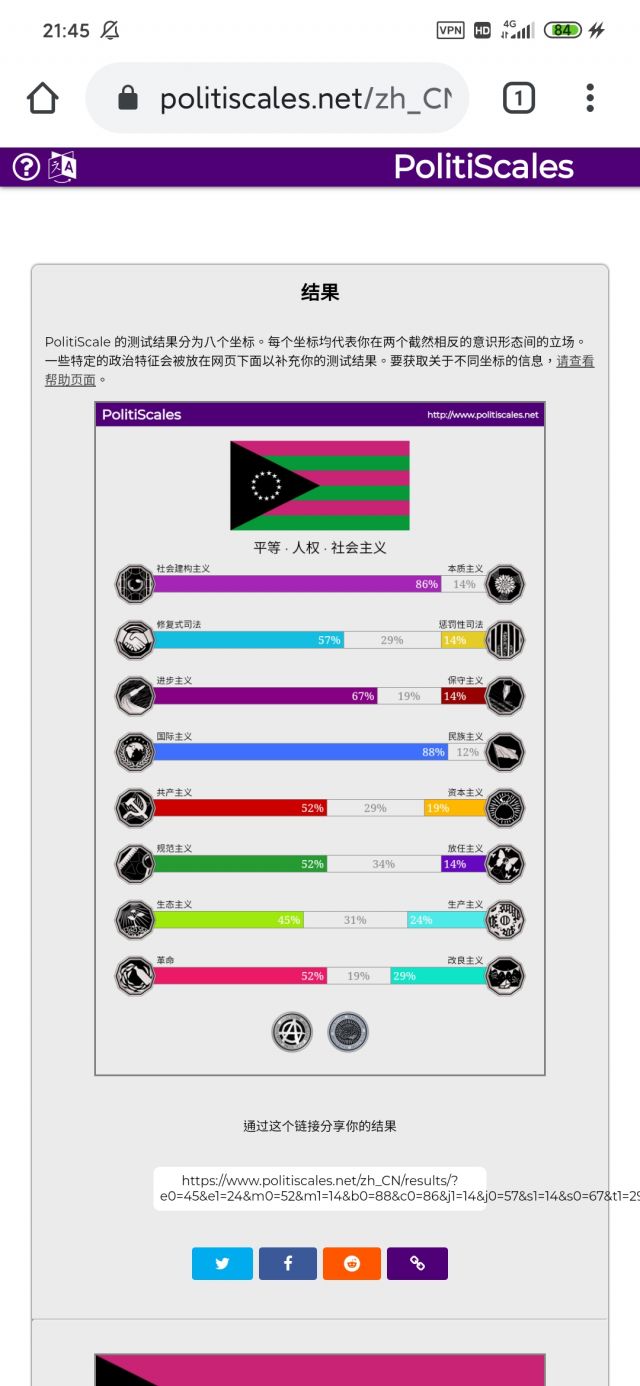 21:45
VPN HD 4G 84
politiscales.net/zh_CN
1
PolitiScales
结果
PolitiScale 的测试结果分为八个坐标。每个坐标均代表你在两个截然相反的意识形态间的立场。
一些特定的政治特征会被放在网页下面以补充你的测试结果。要获取关于不同坐标的信息，请查看
帮助页面。
PolitiScales http://www.politiscales.net
平等 · 人权 · 社会主义
社会建构主义 本质主义
86% 14%
修复式司法 惩罚性司法
57% 29% 14%
进步主义 保守主义
67% 19% 14%
国际主义 民族主义
88% 12%
共产主义 资本主义
52% 29% 19%
规范主义 放任主义
52% 34% 14%
生态主义 生产主义
45% 31% 24%
革命 改良主义
52% 19% 29%
通过这个链接分享你的结果
https://www.politiscales.net/zh_CN/results/?
e0=45&e1=24&m0=52&m1=14&b0=88&c0=86&j1=14&j0=57&s1=14&s0=67&t1=29